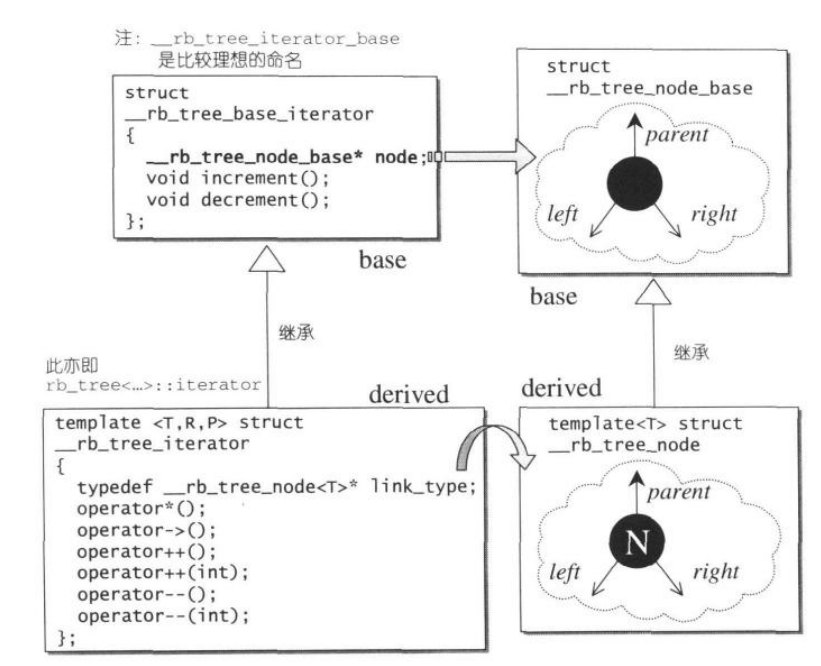 注: __rb_tree_iterator_base
是比较理想的命名
struct
__rb_tree_base_iterator
{
__rb_tree_node_base* node;
void increment();
void decrement();
};
base
struct
__rb_tree_node_base
parent
left
right
base
继承
继承
此亦即
rb_tree<…>::iterator
derived
derived
template <T,R,P> struct
__rb_tree_iterator
{
typedef __rb_tree_node<T>* link_type;
operator*();
operator->();
operator++();
operator++(int);
operator--();
operator--(int);
};
template<T> struct
__rb_tree_node
parent
N
left
right